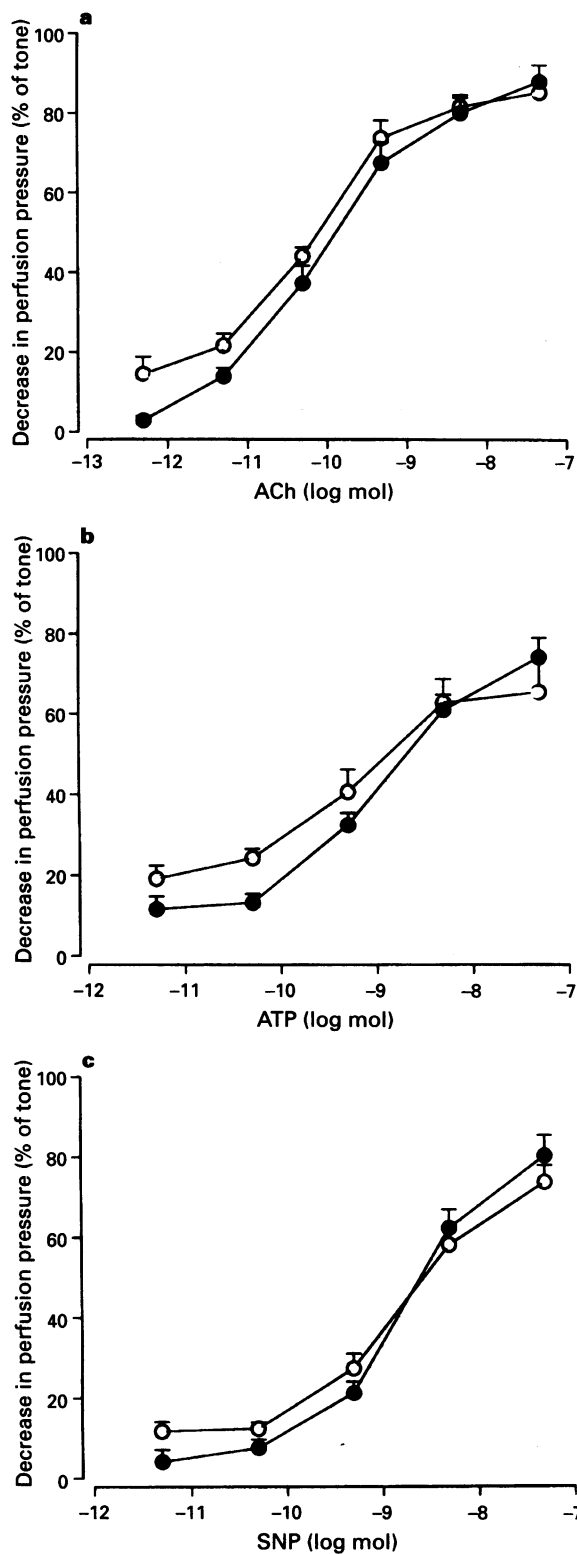 a
Decrease in perfusion pressure (% of tone)
100
80
60
40
20
0
–13 –12 –11 –10 –9 –8 –7
ACh (log mol)
b
Decrease in perfusion pressure (% of tone)
100
80
60
40
20
0
–12 –11 –10 –9 –8 –7
ATP (log mol)
c
Decrease in perfusion pressure (% of tone)
100
80
60
40
20
0
–12 –11 –10 –9 –8 –7
SNP (log mol)